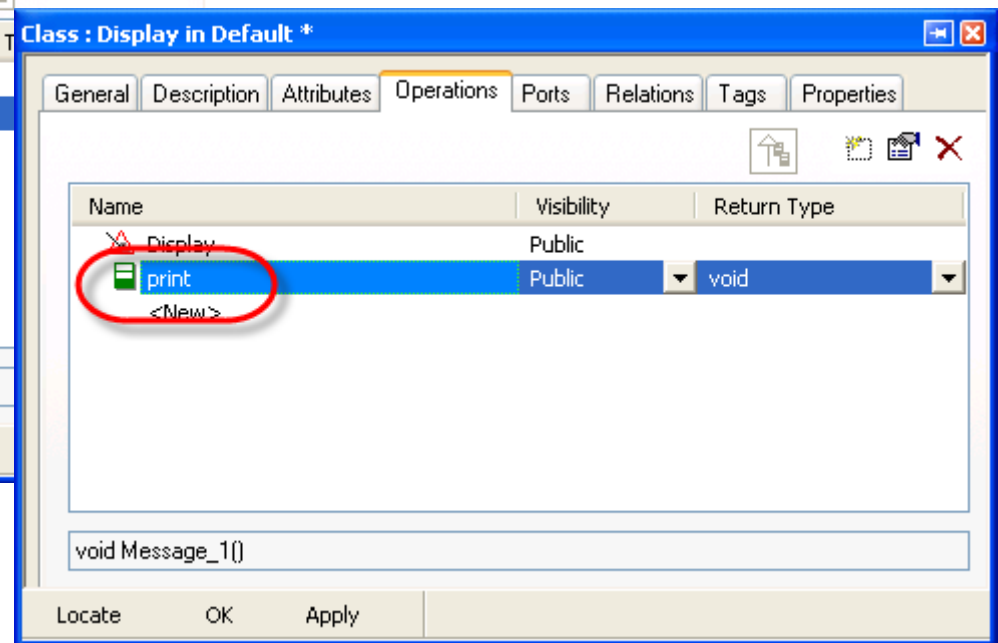 T
Class : Display in Default *
General Description Attributes Operations Ports Relations Tags Properties
Name Visibility Return Type
Display Public
print Public void
<New>
void Message_1()
Locate OK Apply